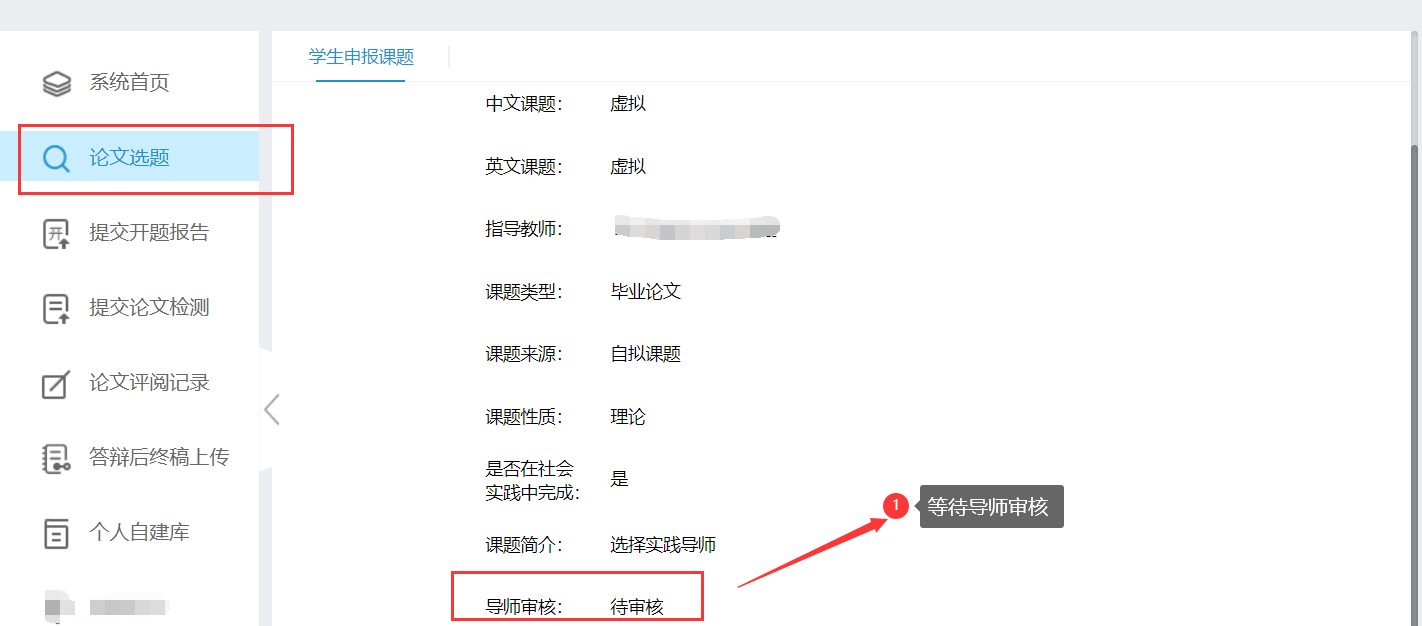 系统首页
论文选题
提交开题报告
提交论文检测
论文评阅记录
答辩后终稿上传
个人自建库
学生申报课题
中文课题： 虚拟
英文课题： 虚拟
指导教师：
课题类型： 毕业论文
课题来源： 自拟课题
课题性质： 理论
是否在社会
实践中完成： 是
课题简介： 选择实践导师
导师审核： 待审核
1 等待导师审核